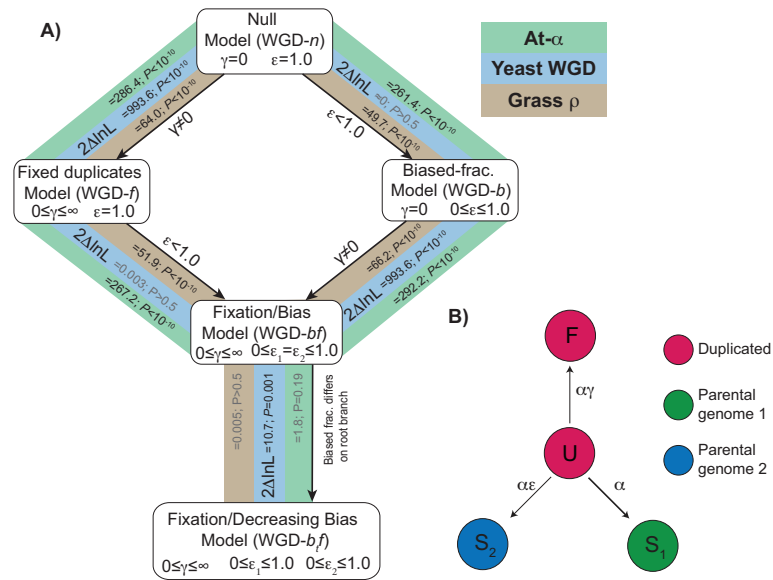 A)
Null
Model (WGD-n)
γ=0 ε=1.0
At-α
Yeast WGD
Grass ρ
=286.4; P<10⁻¹⁰
2ΔlnL =993.6; P<10⁻¹⁰
=64.0; P<10⁻¹⁰
γ≠0
=261.4; P<10⁻¹⁰
2ΔlnL =0; P>0.5
=49.7; P<10⁻¹⁰
ε<1.0
Fixed duplicates
Model (WGD-f)
0≤γ≤∞ ε=1.0
Biased-frac.
Model (WGD-b)
γ=0 0≤ε≤1.0
ε<1.0
=51.9; P<10⁻¹⁰
2ΔlnL =0.003; P>0.5
=267.2; P<10⁻¹⁰
γ≠0
=66.2; P<10⁻¹⁰
2ΔlnL =993.6; P<10⁻¹⁰
=292.2; P<10⁻¹⁰
Fixation/Bias
Model (WGD-bf)
0≤γ≤∞ 0≤ε₁=ε₂≤1.0
=0.005; P>0.5
2ΔlnL =10.7; P=0.001
=1.8; P=0.19
Biased frac. differs
on root branch
Fixation/Decreasing Bias
Model (WGD-bₜf)
0≤γ≤∞ 0≤ε₁≤1.0 0≤ε₂≤1.0
B)
F
αγ
U
αε
α
S₂
S₁
Duplicated
Parental
genome 1
Parental
genome 2